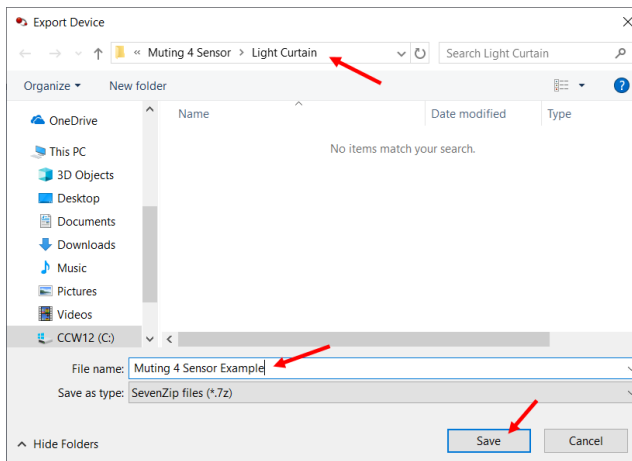 Export Device
« Muting 4 Sensor > Light Curtain
Search Light Curtain
Organize
New folder
Name
Date modified
Type
No items match your search.
OneDrive
This PC
3D Objects
Desktop
Documents
Downloads
Music
Pictures
Videos
CCW12 (C:)
File name: Muting 4 Sensor Example
Save as type: SevenZip files (*.7z)
Hide Folders
Save
Cancel